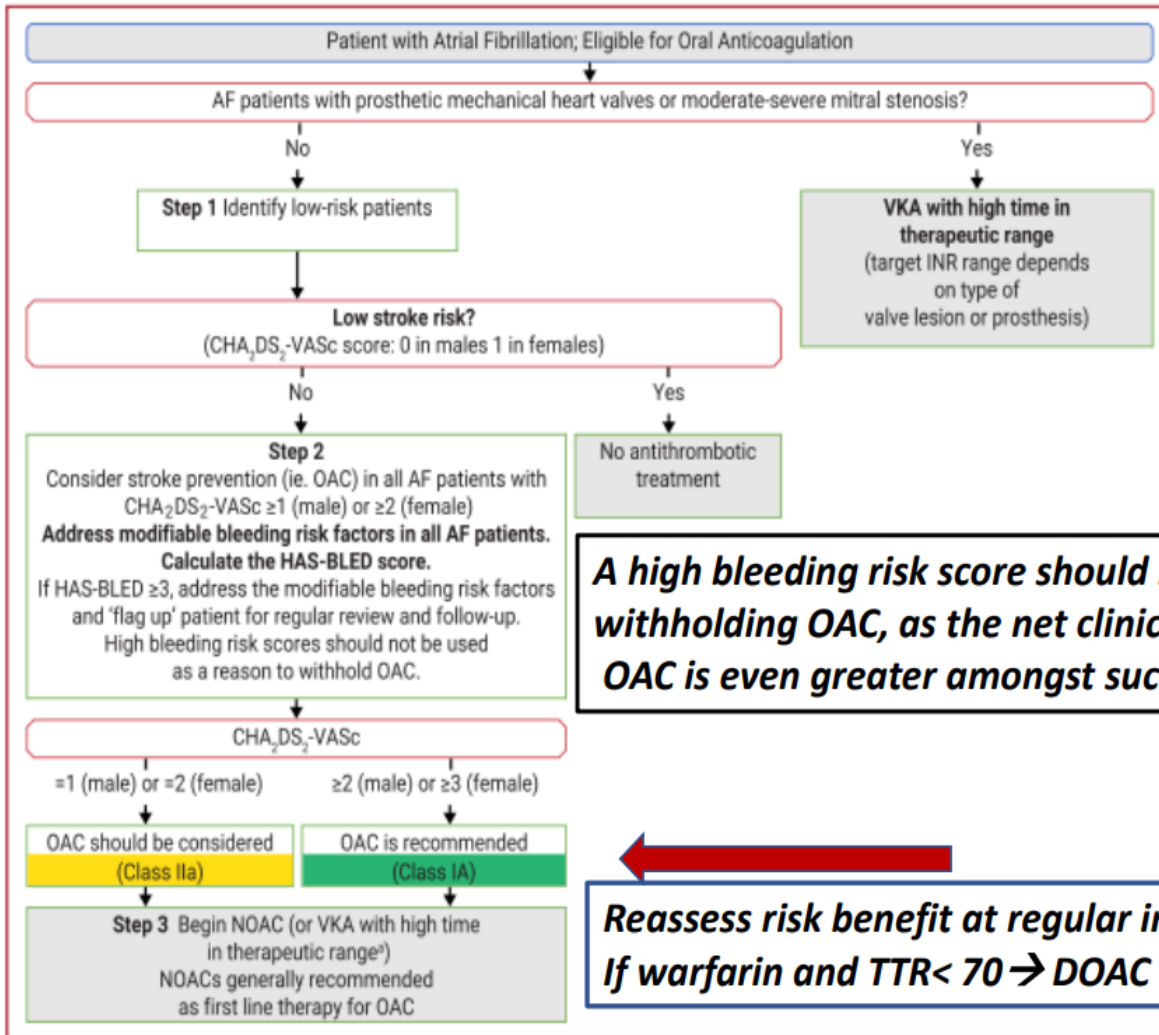 Patient with Atrial Fibrillation; Eligible for Oral Anticoagulation
AF patients with prosthetic mechanical heart valves or moderate-severe mitral stenosis?
No
Yes
Step 1 Identify low-risk patients
VKA with high time in
therapeutic range
(target INR range depends
on type of
valve lesion or prosthesis)
Low stroke risk?
(CHA₂DS₂-VASc score: 0 in males 1 in females)
No
Yes
Step 2
Consider stroke prevention (ie. OAC) in all AF patients with
CHA₂DS₂-VASc ≥1 (male) or ≥2 (female)
Address modifiable bleeding risk factors in all AF patients.
Calculate the HAS-BLED score.
If HAS-BLED ≥3, address the modifiable bleeding risk factors
and ‘flag up’ patient for regular review and follow-up.
High bleeding risk scores should not be used
as a reason to withhold OAC.
No antithrombotic
treatment
A high bleeding risk score should
withholding OAC, as the net clinic
OAC is even greater amongst suc
CHA₂DS₂-VASc
=1 (male) or =2 (female)
≥2 (male) or ≥3 (female)
OAC should be considered
(Class IIa)
OAC is recommended
(Class IA)
Step 3 Begin NOAC (or VKA with high time
in therapeutic rangeᵃ)
NOACs generally recommended
as first line therapy for OAC
Reassess risk benefit at regular in
If warfarin and TTR< 70→ DOAC